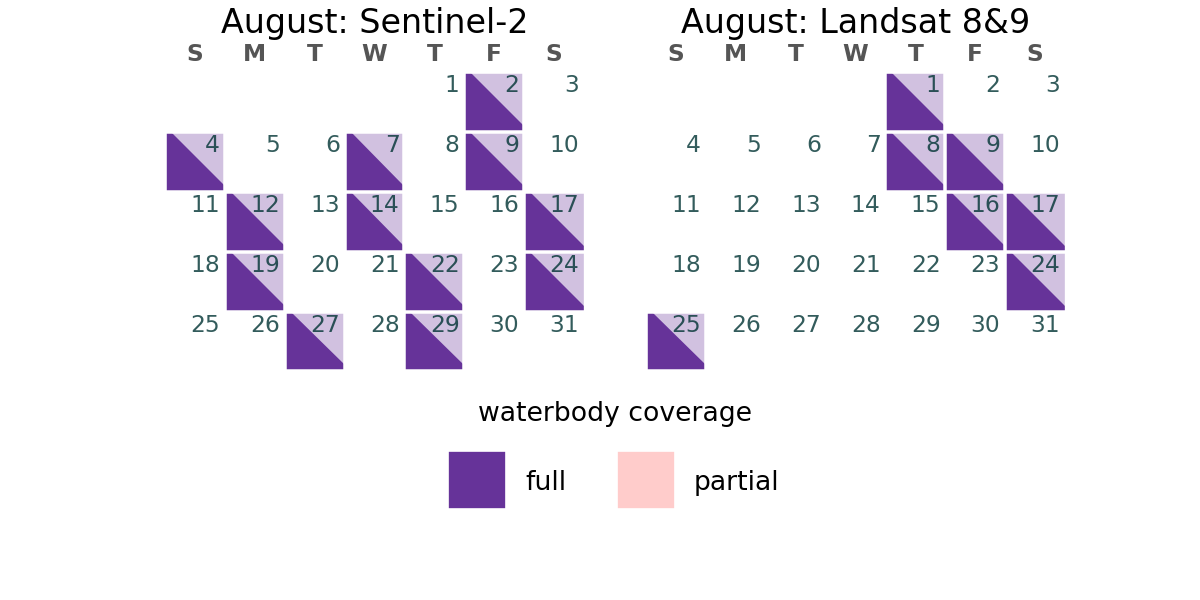 August: Sentinel-2
S M T W T F S
1 2 3
4 5 6 7 8 9 10
11 12 13 14 15 16 17
18 19 20 21 22 23 24
25 26 27 28 29 30 31
August: Landsat 8&9
S M T W T F S
1 2 3
4 5 6 7 8 9 10
11 12 13 14 15 16 17
18 19 20 21 22 23 24
25 26 27 28 29 30 31
waterbody coverage
full partial